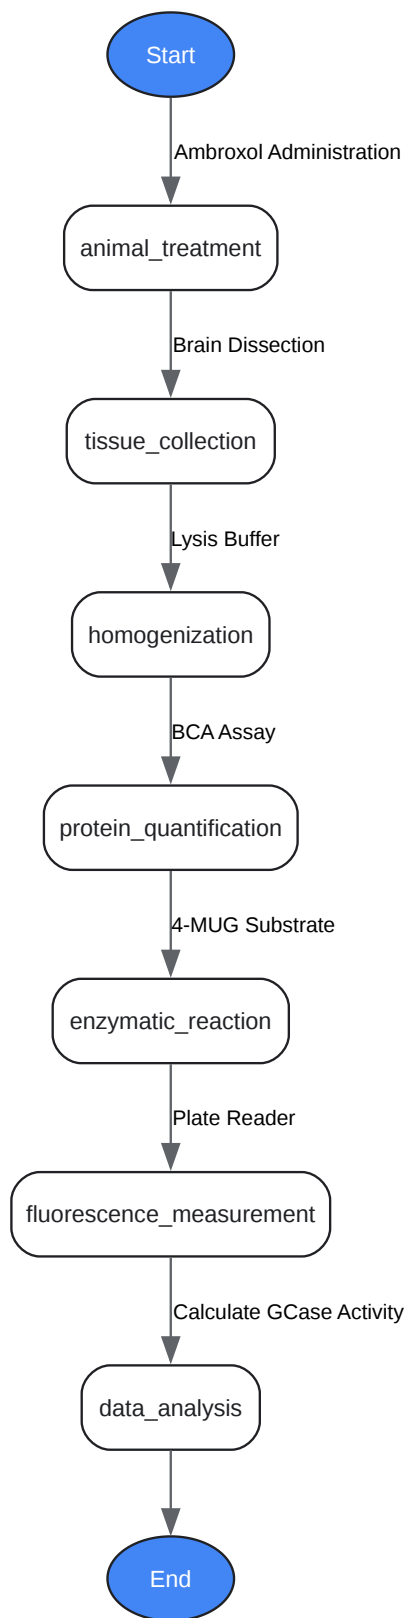 Start
Ambroxol Administration
animal_treatment
Brain Dissection
tissue_collection
Lysis Buffer
homogenization
BCA Assay
protein_quantification
4-MUG Substrate
enzymatic_reaction
Plate Reader
fluorescence_measurement
Calculate GCase Activity
data_analysis
End